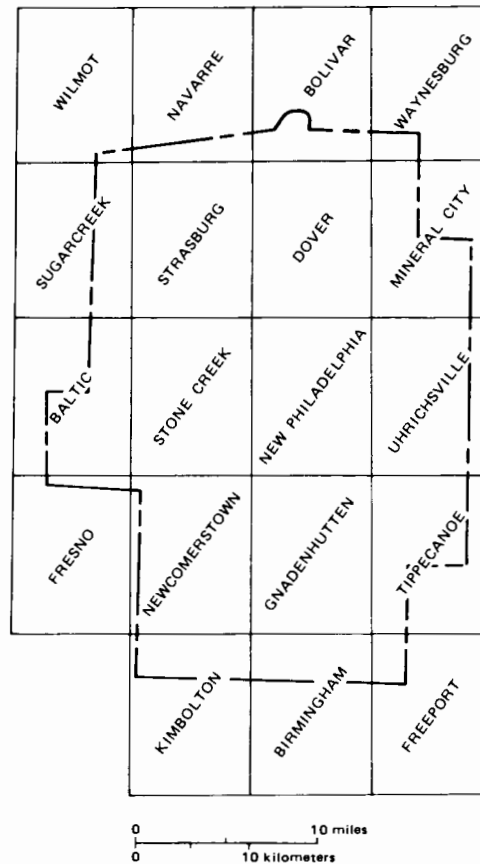 WILMOT
NAVARRE
BOLIVAR
WAYNESBURG
SUGARCREEK
STRASBURG
DOVER
MINERAL CITY
BALTIC
STONE CREEK
NEW PHILADELPHIA
UHRICHSVILLE
FRESNO
NEWCOMERSTOWN
GNADENHUTTEN
TIPPECANOE
KIMBOLTON
BIRMINGHAM
FREEPORT
0 10 miles
0 10 kilometers